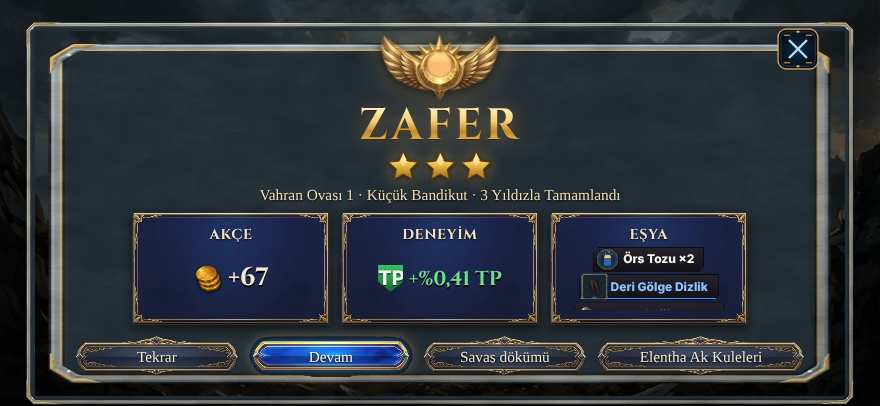 ZAFER
Vahran Ovası 1 · Küçük Bandikut · 3 Yıldızla Tamamlandı
AKÇE
+67
DENEYİM
TP +%0,41 TP
EŞYA
Örs Tozu ×2
Deri Gölge Dizlik
Tekrar
Devam
Savaş dökümü
Elentha Ak Kuleleri